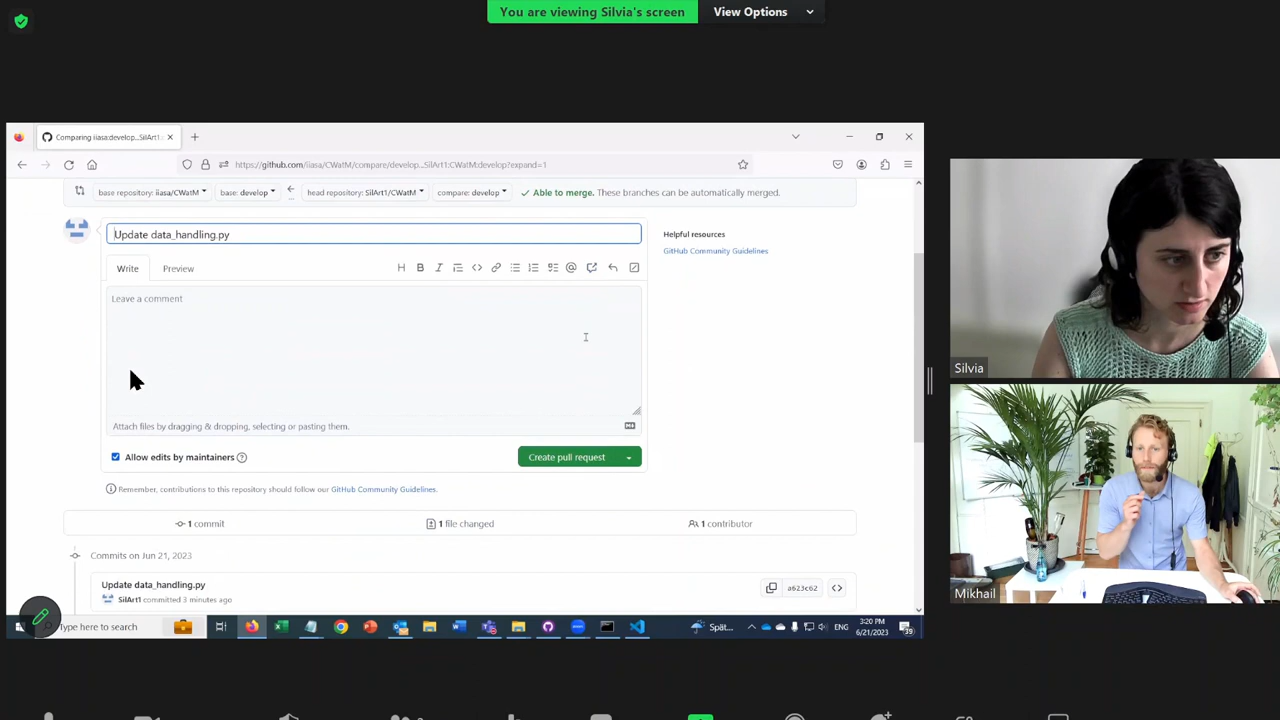 You are viewing Silvia's screen
View Options
Comparing iiasa:develop...SilArt1:
https://github.com/iiasa/CWatM/compare/develop...SilArt1:CWatM:develop?expand=1
base repository: iiasa/CWatM
base: develop
head repository: SilArt1/CWatM
compare: develop
Able to merge. These branches can be automatically merged.
Update data_handling.py
Helpful resources
GitHub Community Guidelines
Write
Preview
Leave a comment
Attach files by dragging & dropping, selecting or pasting them.
Allow edits by maintainers
Create pull request
Remember, contributions to this repository should follow our GitHub Community Guidelines.
1 commit
1 file changed
1 contributor
Commits on Jun 21, 2023
Update data_handling.py
SilArt1 committed 3 minutes ago
a623c62
Type here to search
Spät...
ENG
3:20 PM
6/21/2023
Silvia
Mikhail